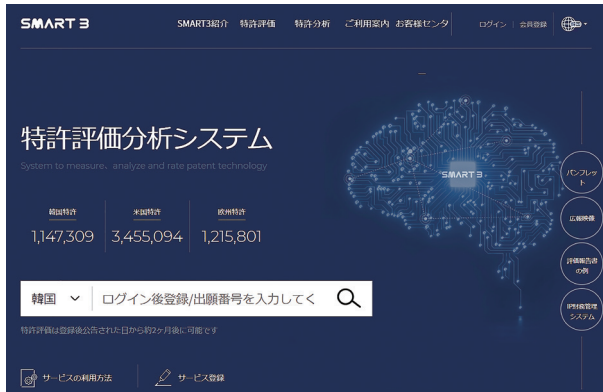 SMART 3
SMART3紹介 特許評価 特許分析 ご利用案内 お客様センタ
ログイン | 会員登録
特許評価分析システム
System to measure, analyze and rate patent technology
韓国特許 米国特許 欧州特許
1,147,309 3,455,094 1,215,801
SMART 3
韓国 ログイン後登録/出願番号を入力してく
特許評価は登録後公告された日から約2ヶ月後に可能です
サービスの利用方法 サービス登録
パンフレッ
ト
広報映像
評価報告書
の例
IP財務管理
システム